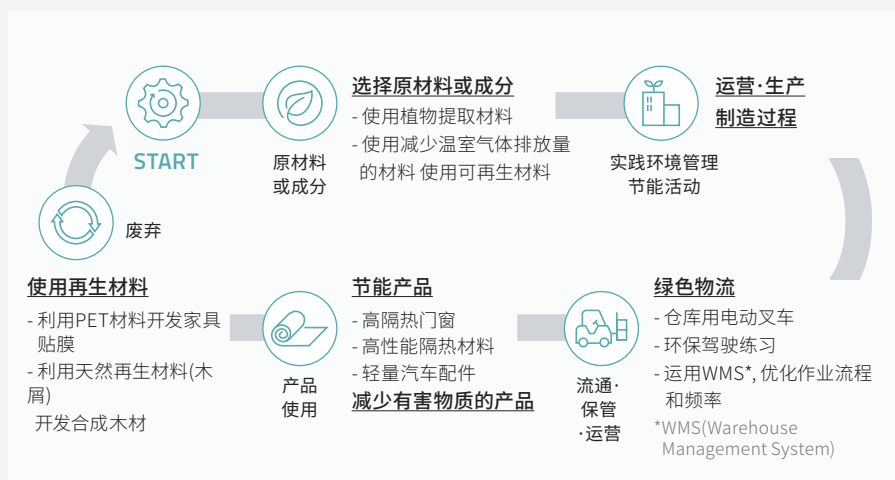 START
原材料
或成分
选择原材料或成分
- 使用植物提取材料
- 使用减少温室气体排放量
的材料 使用可再生材料
实践环境管理
节能活动
运营·生产
制造过程
绿色物流
- 仓库用电动叉车
- 环保驾驶练习
- 运用WMS*, 优化作业流程
和频率
*WMS(Warehouse
Management System)
流通·
保管
·运营
节能产品
- 高隔热门窗
- 高性能隔热材料
- 轻量汽车配件
减少有害物质的产品
产品
使用
废弃
使用再生材料
- 利用PET材料开发家具
贴膜
- 利用天然再生材料(木
屑)
开发合成木材